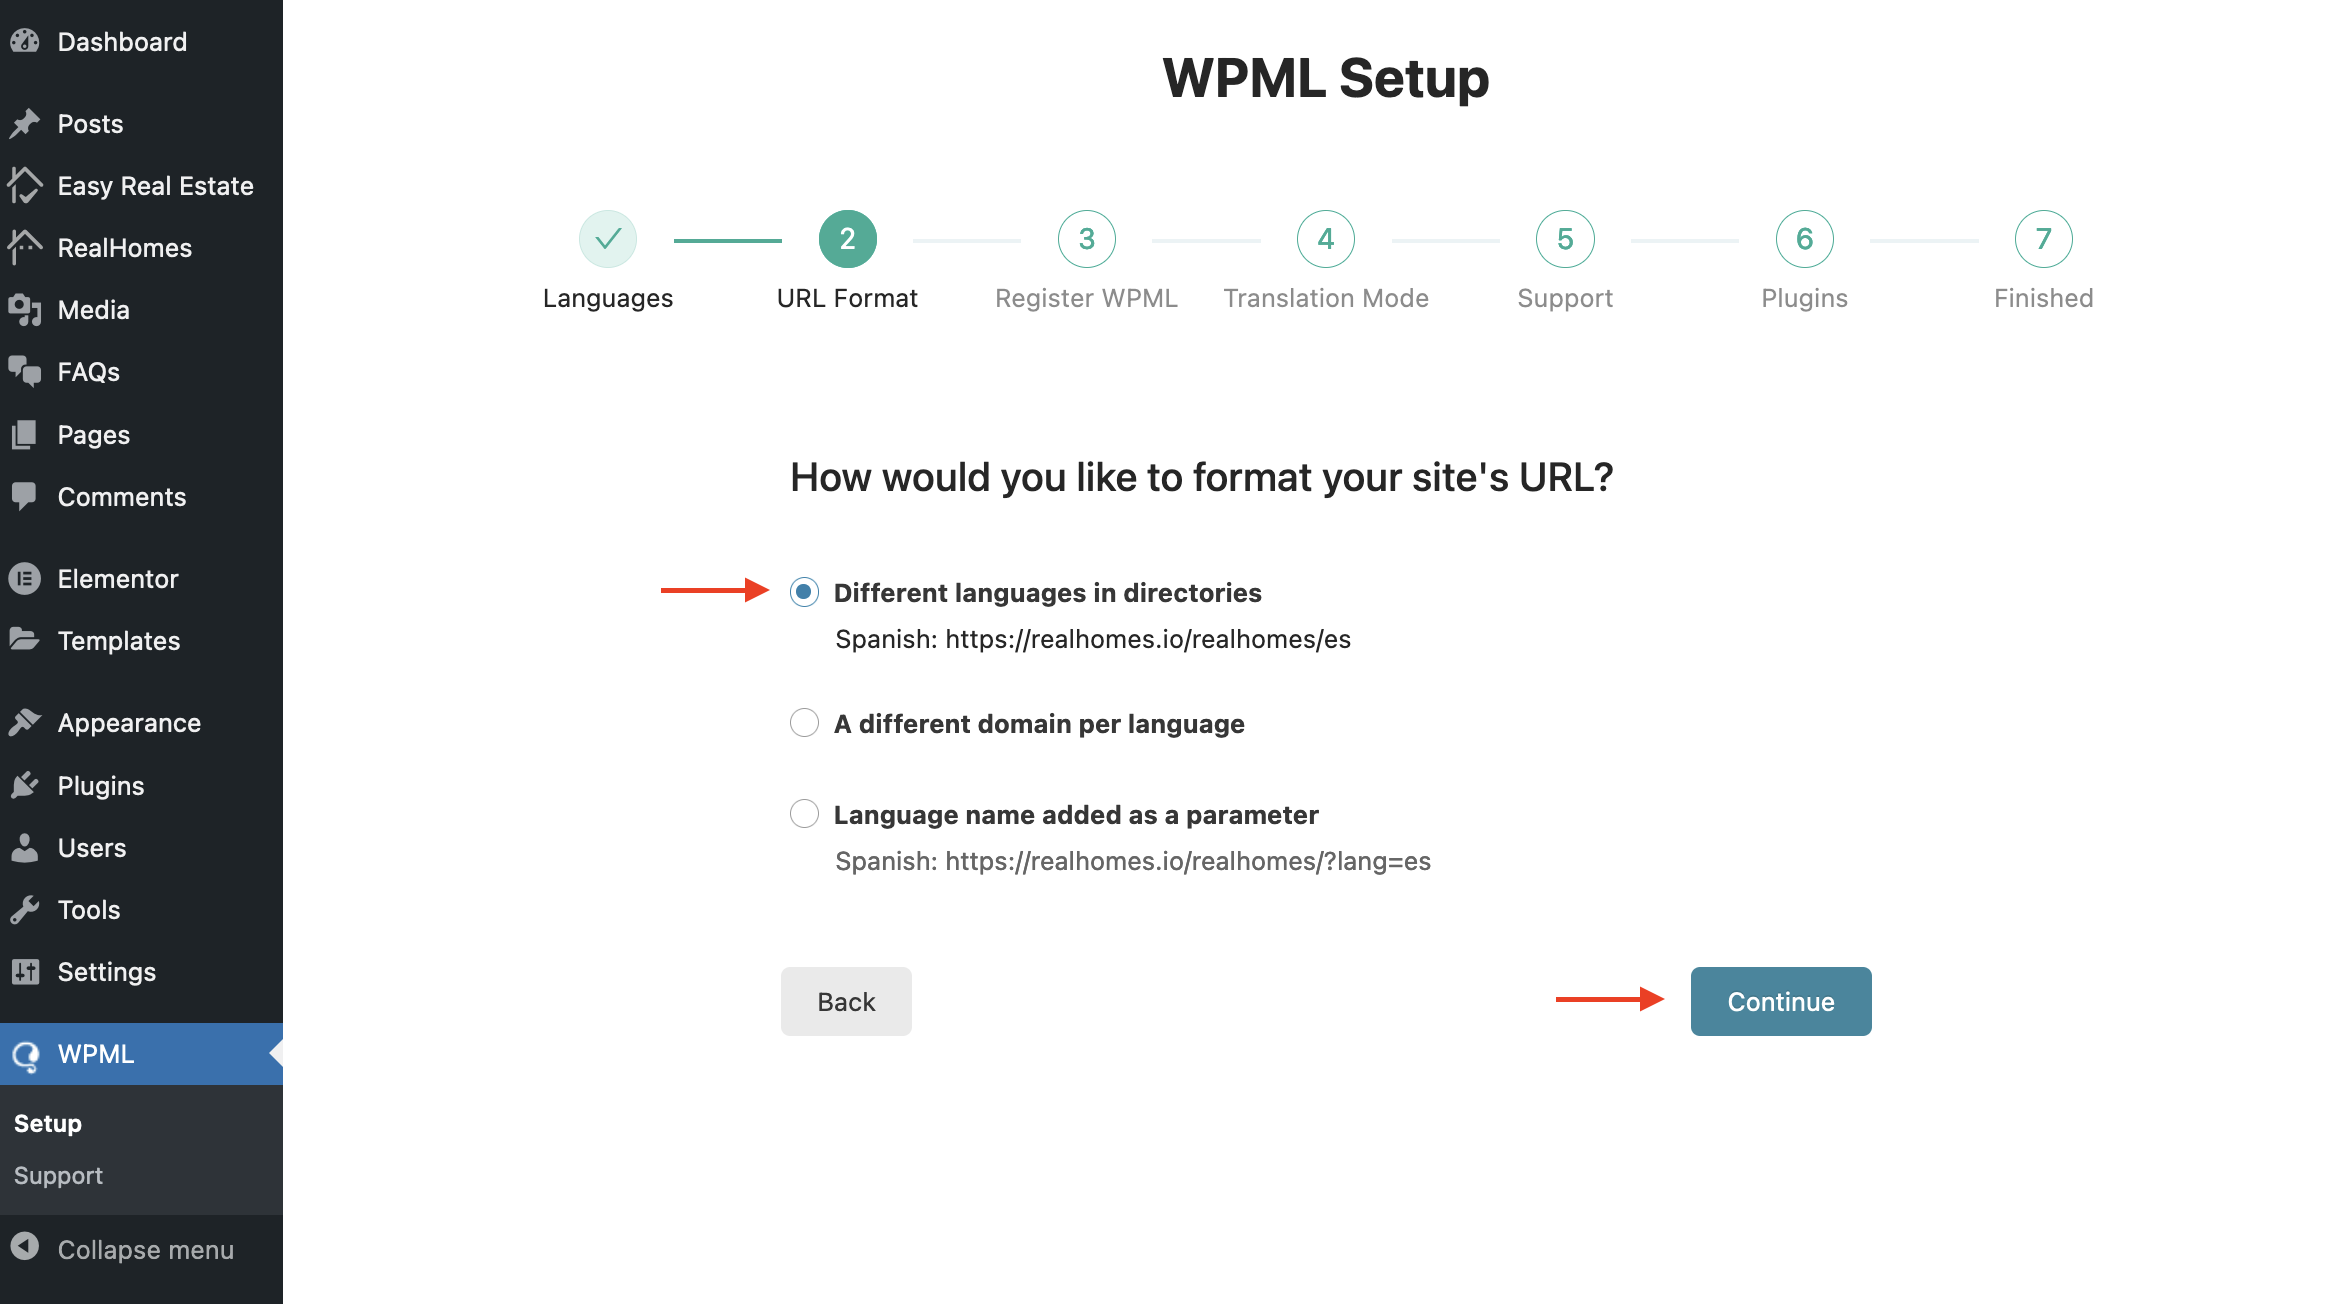 Dashboard
Posts
Easy Real Estate
RealHomes
Media
FAQs
Pages
Comments
Elementor
Templates
Appearance
Plugins
Users
Tools
Settings
WPML
Setup
Support
Collapse menu
WPML Setup
2
3
4
5
6
7
Languages
URL Format
Register WPML
Translation Mode
Support
Plugins
Finished
How would you like to format your site's URL?
Different languages in directories
Spanish: https://realhomes.io/realhomes/es
A different domain per language
Language name added as a parameter
Spanish: https://realhomes.io/realhomes/?lang=es
Back
Continue